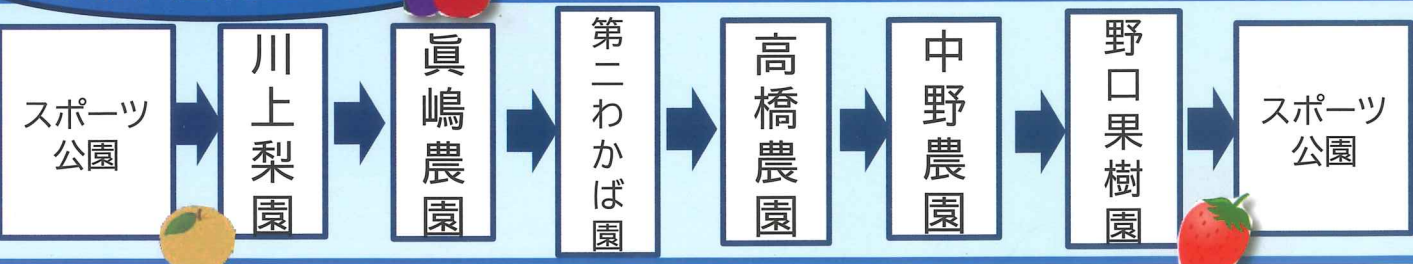 スポーツ
公園
川上梨園
眞嶋農園
第二わかば園
高橋農園
中野農園
野口果樹園
スポーツ
公園